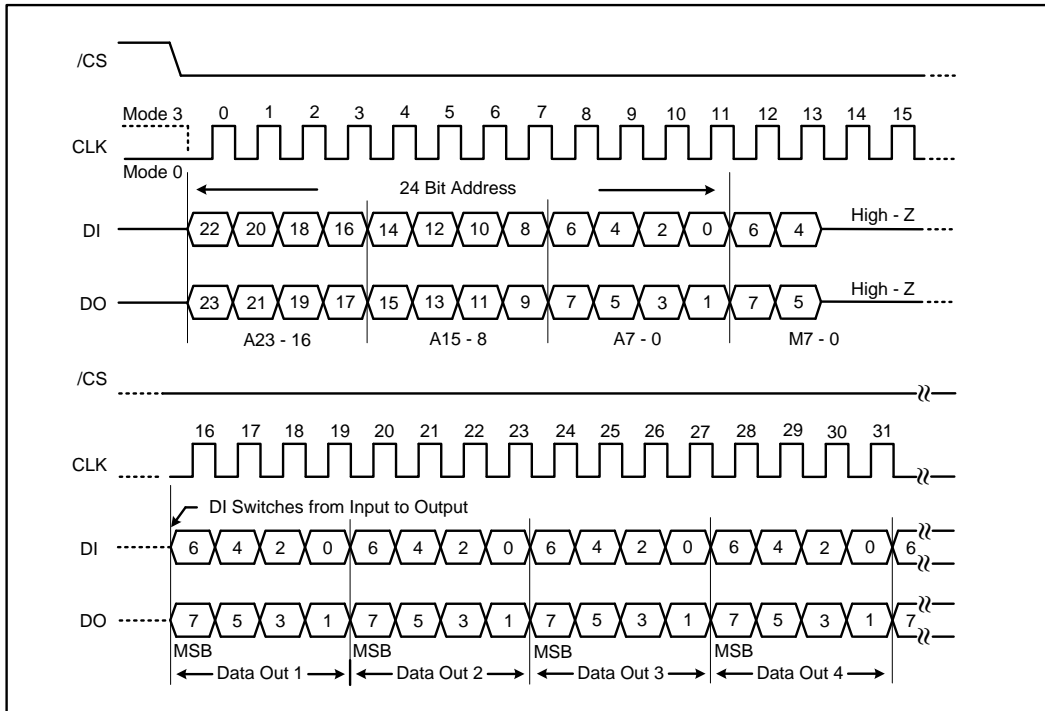 /CS
Mode 3 0 1 2 3 4 5 6 7 8 9 10 11 12 13 14 15
CLK
Mode 0
24 Bit Address
DI 22 20 18 16 14 12 10 8 6 4 2 0 6 4 High - Z
DO 23 21 19 17 15 13 11 9 7 5 3 1 7 5 High - Z
A23 - 16 A15 - 8 A7 - 0 M7 - 0
/CS
16 17 18 19 20 21 22 23 24 25 26 27 28 29 30 31
CLK
DI Switches from Input to Output
DI 6 4 2 0 6 4 2 0 6 4 2 0 6 4 2 0 6
DO 7 5 3 1 7 5 3 1 7 5 3 1 7 5 3 1 7
MSB MSB MSB MSB
Data Out 1 Data Out 2 Data Out 3 Data Out 4